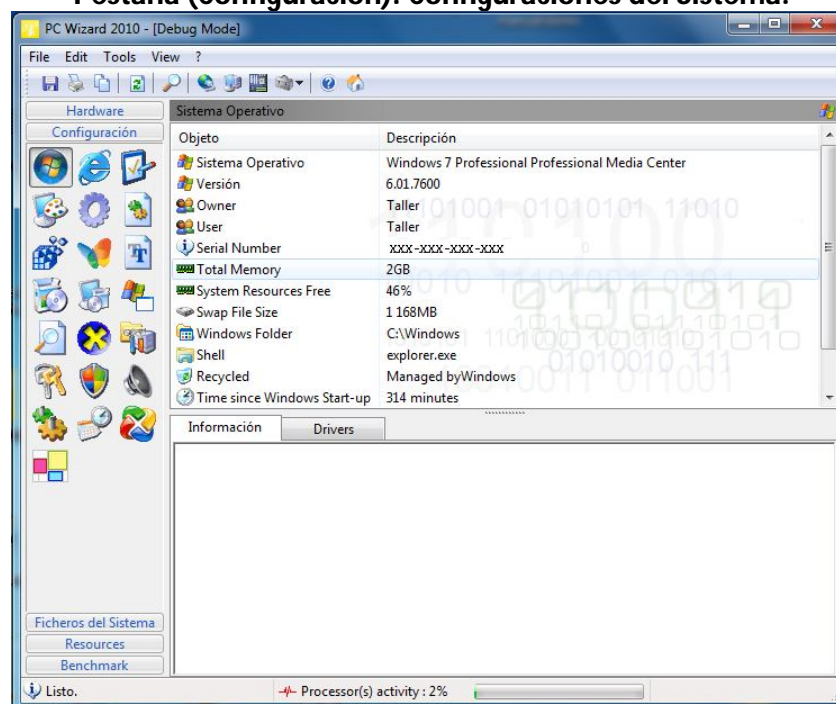 Pestaña (configuración): configuraciones del sistema.
PC Wizard 2010 - [Debug Mode]
File Edit Tools View ?
Hardware
Configuración
Ficheros del Sistema
Resources
Benchmark
Sistema Operativo
Objeto Descripción
Sistema Operativo Windows 7 Professional Professional Media Center
Versión 6.01.7600
Owner Taller
User Taller
Serial Number xxx-xxx-xxx-xxx
Total Memory 2GB
System Resources Free 46%
Swap File Size 1 168MB
Windows Folder C:\Windows
Shell explorer.exe
Recycled Managed byWindows
Time since Windows Start-up 314 minutes
Información Drivers
Listo. Processor(s) activity : 2%